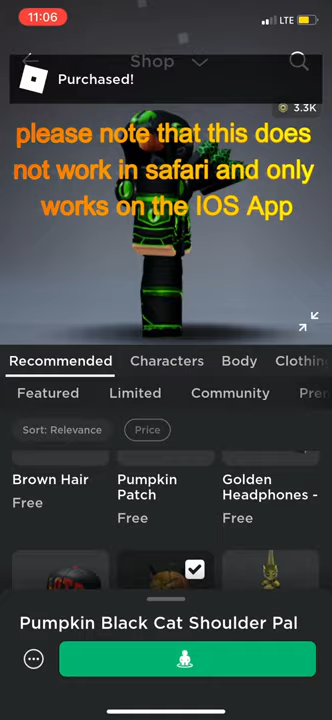 11:06
LTE
Shop
Purchased!
3.3K
please note that this does
not work in safari and only
works on the IOS App
Recommended Characters Body Clothin
Featured Limited Community Pre
Sort: Relevance Price
Brown Hair Pumpkin Patch Golden Headphones -
Free Free Free
Pumpkin Black Cat Shoulder Pal